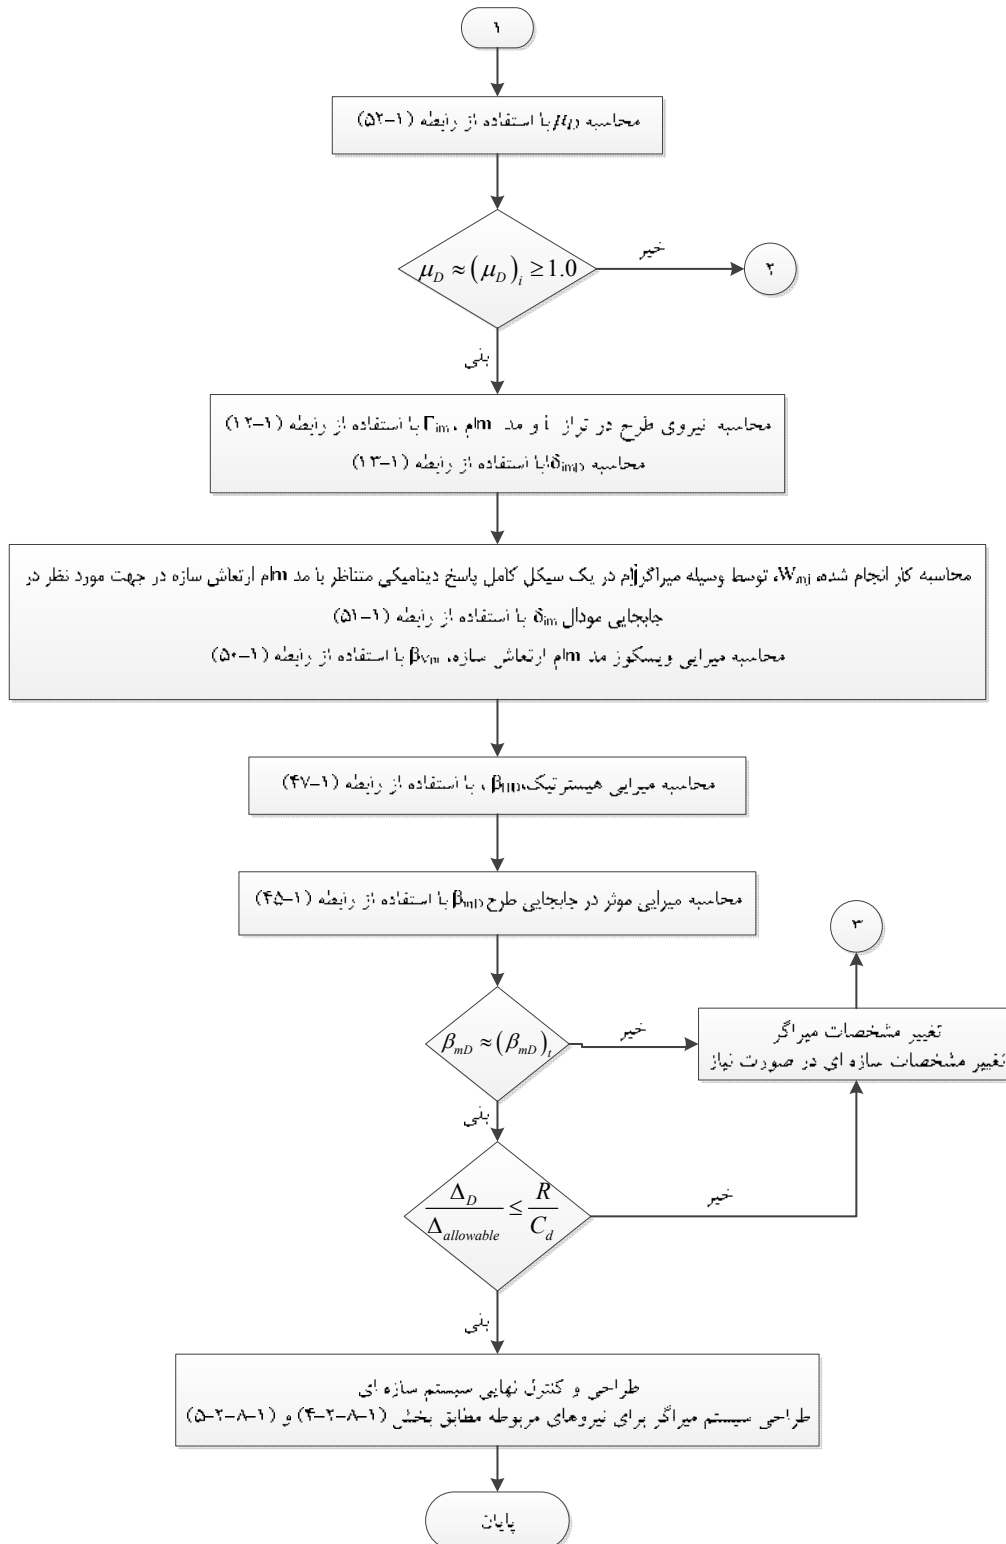 ۱
محاسبه μD با استفاده از رابطه (۱-۵۲)
μD ≈ (μD)i ≥ 1.0
خیر
۲
بلی
محاسبه نیروی طرح در تراز i و مد mام ، Fim با استفاده از رابطه (۱-۱۲)
محاسبه δimD با استفاده از رابطه (۱-۱۳)
محاسبه کار انجام شده، Wmj، توسط وسیله میراگر jام در یک سیکل کامل پاسخ دینامیکی متناظر با مد mام ارتعاش سازه در جهت مورد نظر در
جابجایی مودال δim با استفاده از رابطه (۱-۵۱)
محاسبه میرایی ویسکوز مد mام ارتعاش سازه، βVm با استفاده از رابطه (۱-۵۰)
محاسبه میرایی هیسترتیک، βHD ، با استفاده از رابطه (۱-۴۷)
محاسبه میرایی موثر در جابجایی طرح βmD با استفاده از رابطه (۱-۴۵)
۳
βmD ≈ (βmD)i
خیر
تغییر مشخصات میراگر
تغییر مشخصات سازه ای در صورت نیاز
بلی
ΔD / Δallowable ≤ R / Cd
خیر
بلی
طراحی و کنترل نهایی سیستم سازه ای
طراحی سیستم میراگر برای نیروهای مربوطه مطابق بخش (۱-۸-۲-۴) و (۱-۸-۲-۵)
پایان